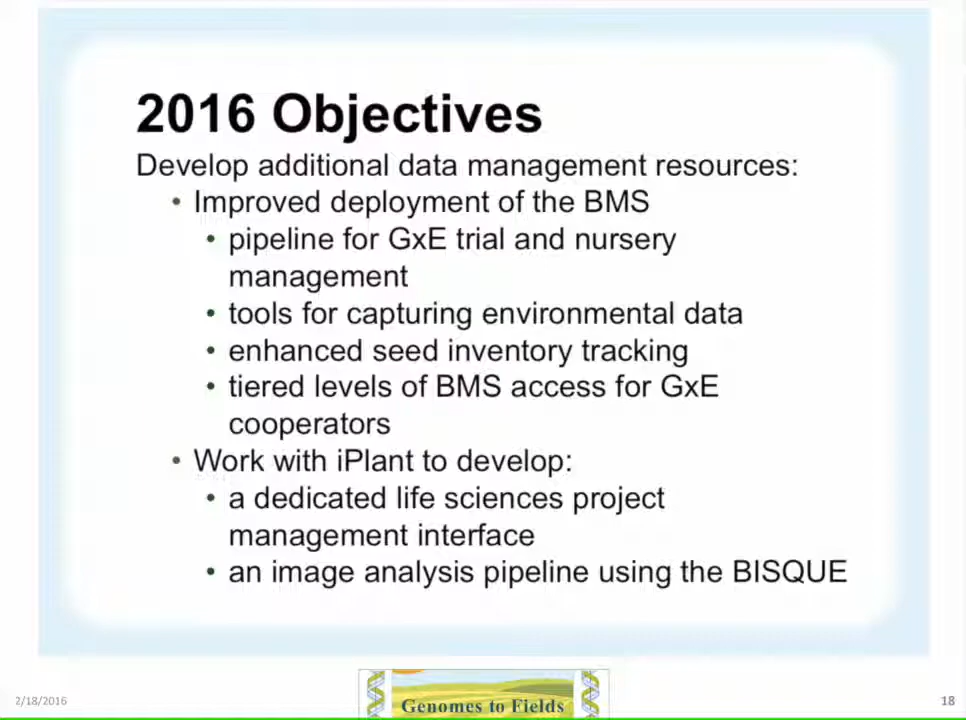 2016 Objectives
Develop additional data management resources:
• Improved deployment of the BMS
• pipeline for GxE trial and nursery
management
• tools for capturing environmental data
• enhanced seed inventory tracking
• tiered levels of BMS access for GxE
cooperators
• Work with iPlant to develop:
• a dedicated life sciences project
management interface
• an image analysis pipeline using the BISQUE
2/18/2016
Genomes to Fields
18